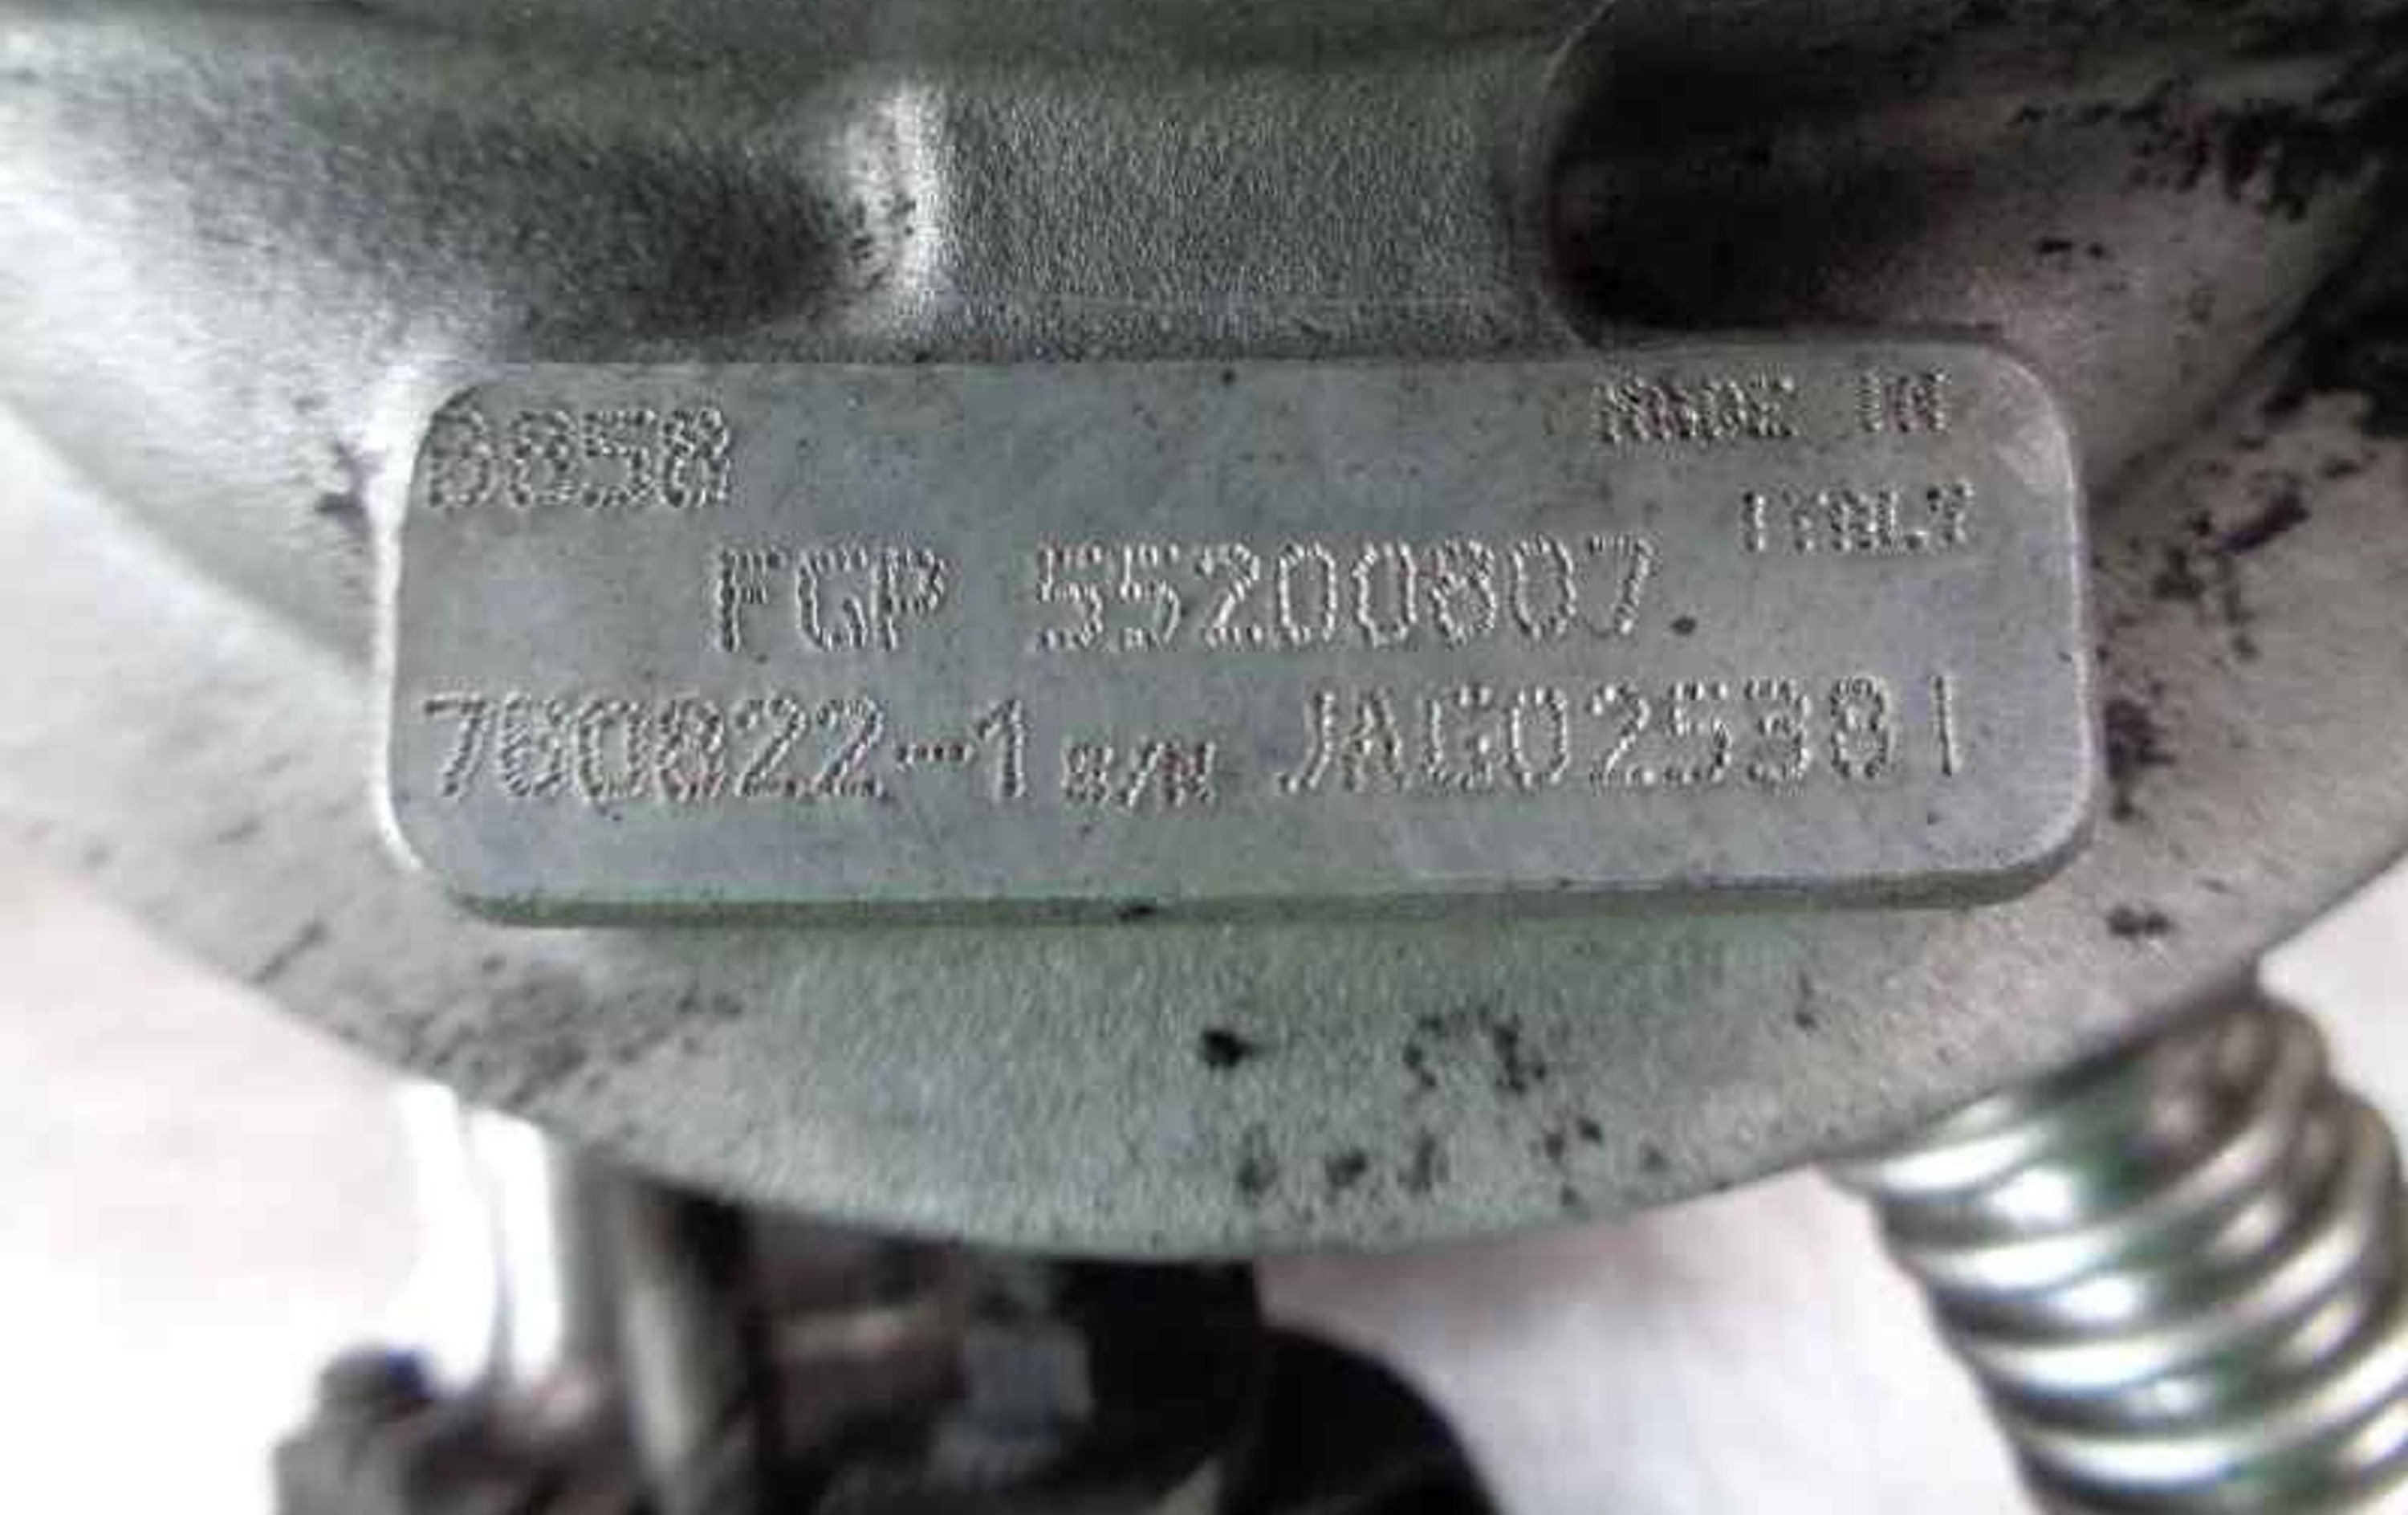 MADE IN
ITALY
FGP 55200807.
760822-1 S/N JAG025381